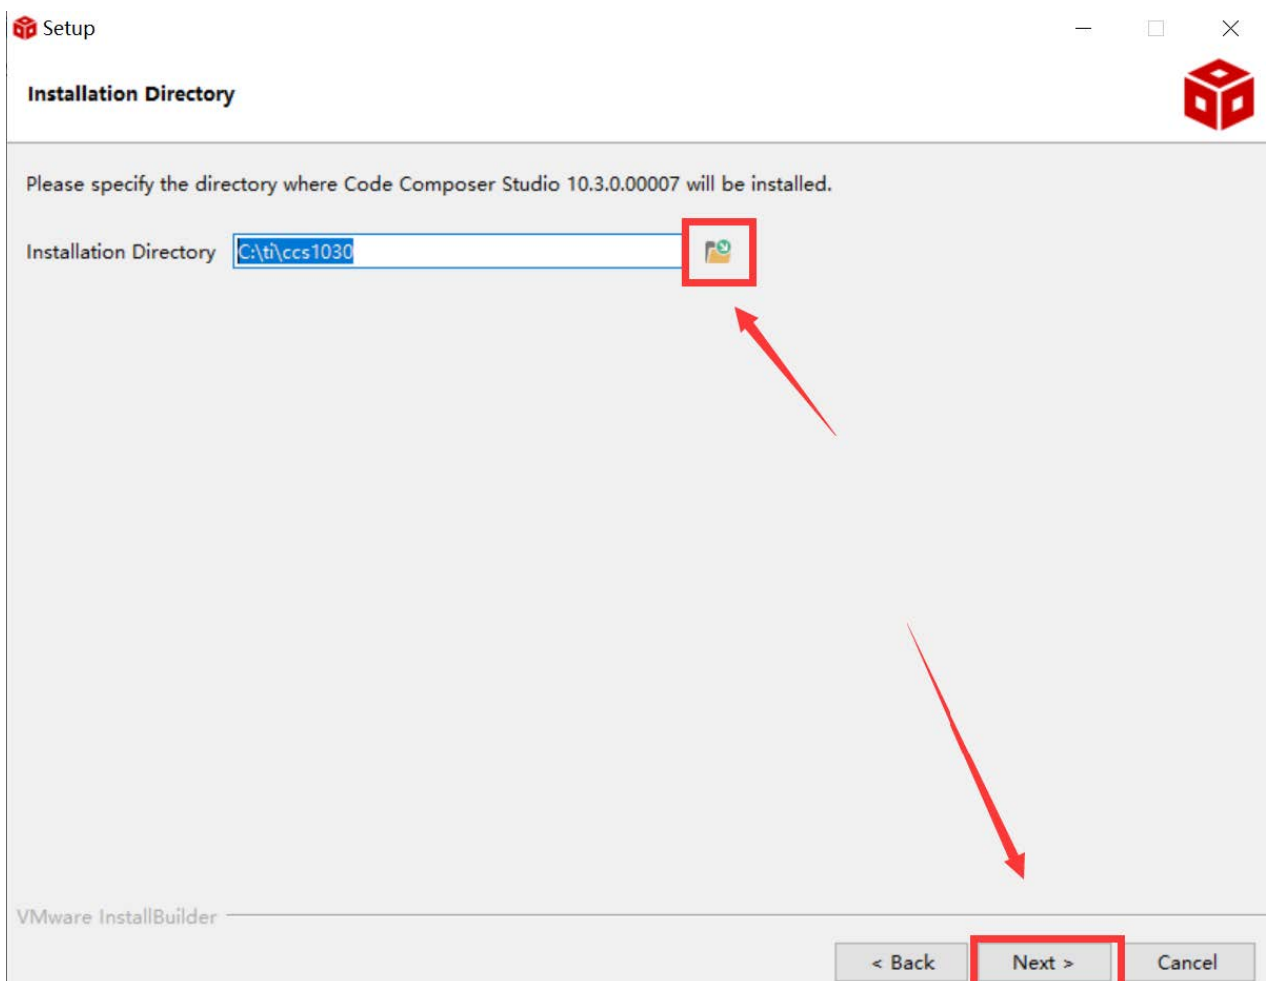 Setup
Installation Directory
Please specify the directory where Code Composer Studio 10.3.0.00007 will be installed.
Installation Directory C:\ti\ccs1030
VMware InstallBuilder
< Back Next > Cancel